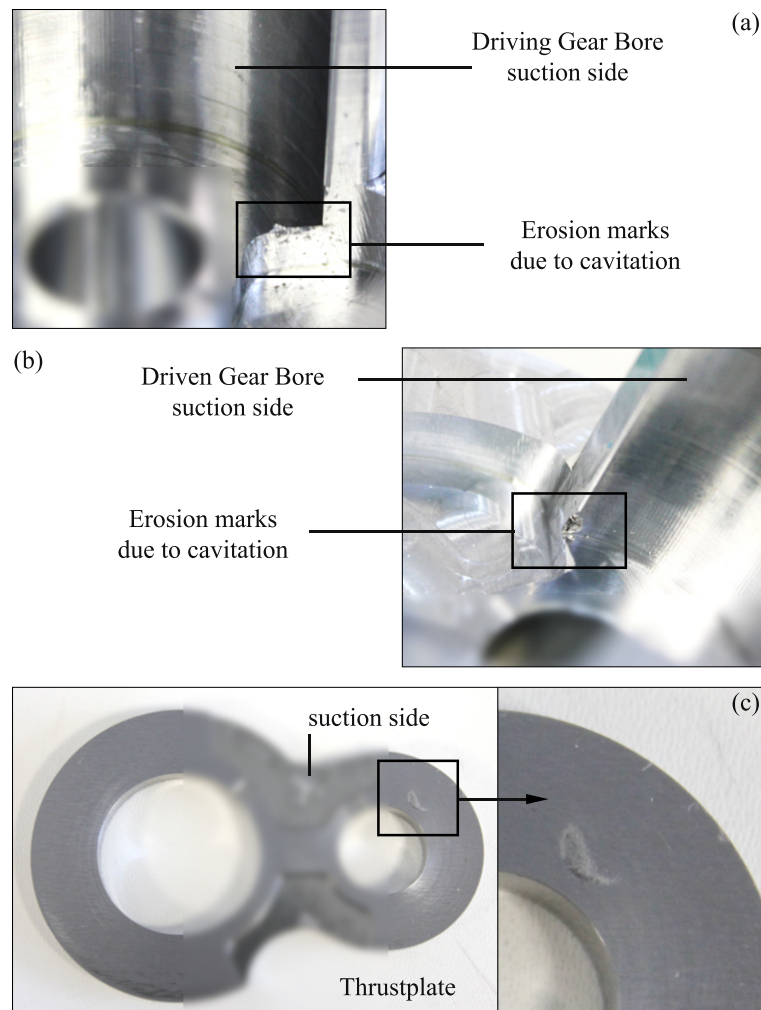 (a)
Driving Gear Bore
suction side
Erosion marks
due to cavitation
(b)
Driven Gear Bore
suction side
Erosion marks
due to cavitation
(c)
suction side
Thrustplate